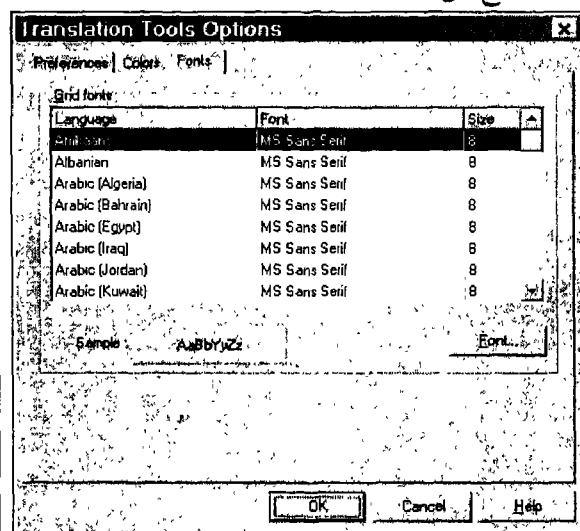 Translation Tools Options
Preferences Colors Fonts
Grid fonts
Language Font Size
Afrikaans MS Sans Serif 8
Albanian MS Sans Serif 8
Arabic (Algeria) MS Sans Serif 8
Arabic (Bahrain) MS Sans Serif 8
Arabic (Egypt) MS Sans Serif 8
Arabic (Iraq) MS Sans Serif 8
Arabic (Jordan) MS Sans Serif 8
Arabic (Kuwait) MS Sans Serif 8
Sample AaBbYyZz Font...
OK Cancel Help